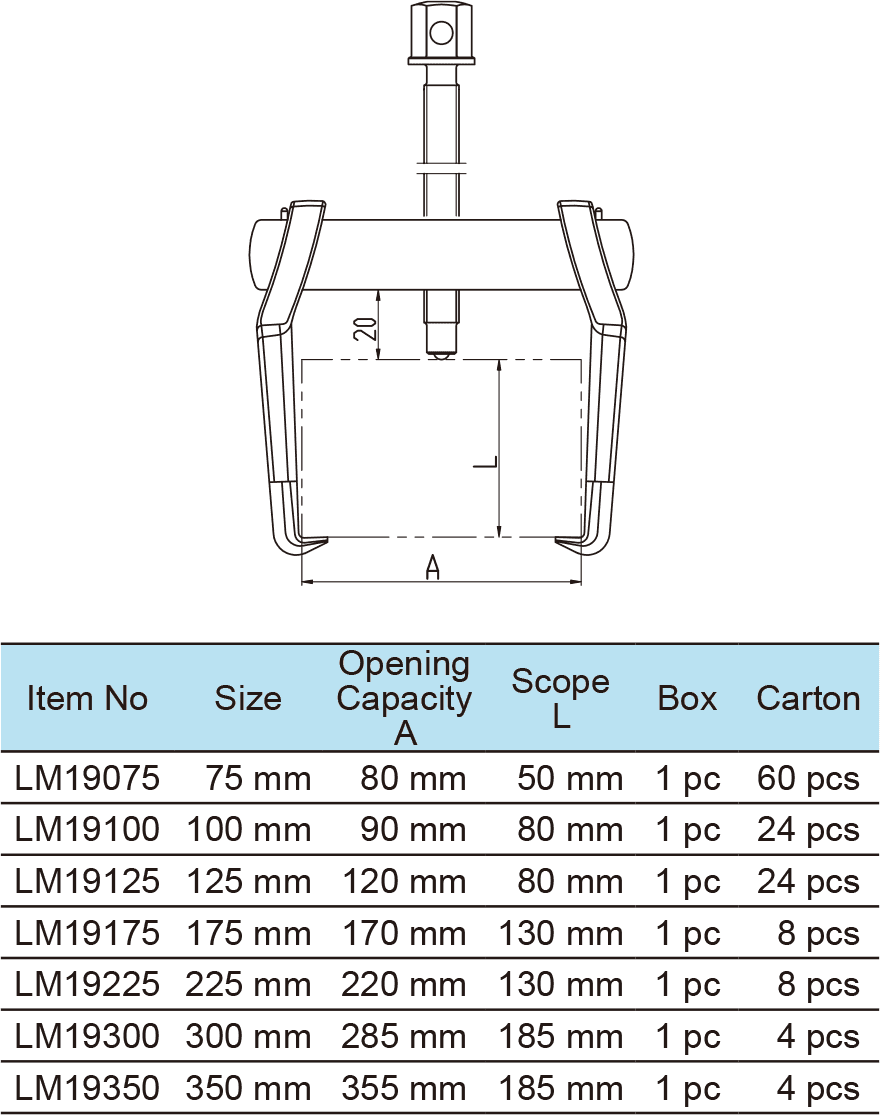 20
L
A
Item No Size Opening Capacity A Scope L Box Carton
LM19075 75 mm 80 mm 50 mm 1 pc 60 pcs
LM19100 100 mm 90 mm 80 mm 1 pc 24 pcs
LM19125 125 mm 120 mm 80 mm 1 pc 24 pcs
LM19175 175 mm 170 mm 130 mm 1 pc 8 pcs
LM19225 225 mm 220 mm 130 mm 1 pc 8 pcs
LM19300 300 mm 285 mm 185 mm 1 pc 4 pcs
LM19350 350 mm 355 mm 185 mm 1 pc 4 pcs